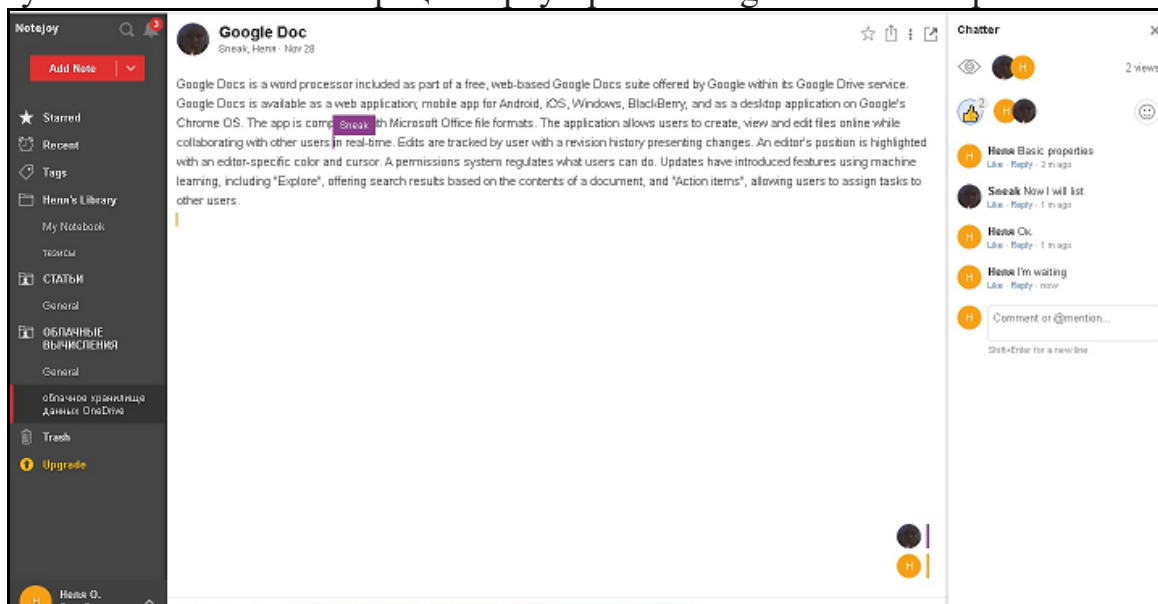 Notejoy
3
Add Note
Starred
Recent
Tags
Неля's Library
My Notebook
тезисы
СТАТЬИ
General
ОБЛАЧНЫЕ
ВЫЧИСЛЕНИЯ
General
облачное хранилище
данных OneDrive
Trash
Upgrade
Неля О.
Google Doc
Sneak, Неля · Nov 28
Google Docs is a word processor included as part of a free, web-based Google Docs suite offered by Google within its Google Drive service.
Google Docs is available as a web application; mobile app for Android, iOS, Windows, BlackBerry; and as a desktop application on Google's
Chrome OS. The app is comp Sneak th Microsoft Office file formats. The application allows users to create, view and edit files online while
collaborating with other users in real-time. Edits are tracked by user with a revision history presenting changes. An editor's position is highlighted
with an editor-specific color and cursor. A permissions system regulates what users can do. Updates have introduced features using machine
learning, including "Explore", offering search results based on the contents of a document, and "Action items", allowing users to assign tasks to
other users.
H
Chatter
H
2 views
2
H
H
Неля Basic properties
Like · Reply · 2 m ago
Sneak Now I will list
Like · Reply · 1 m ago
H
Неля Ок.
Like · Reply · 1 m ago
H
Неля I'm waiting
Like · Reply · now
H
Comment or @mention...
Shift+Enter for a new line